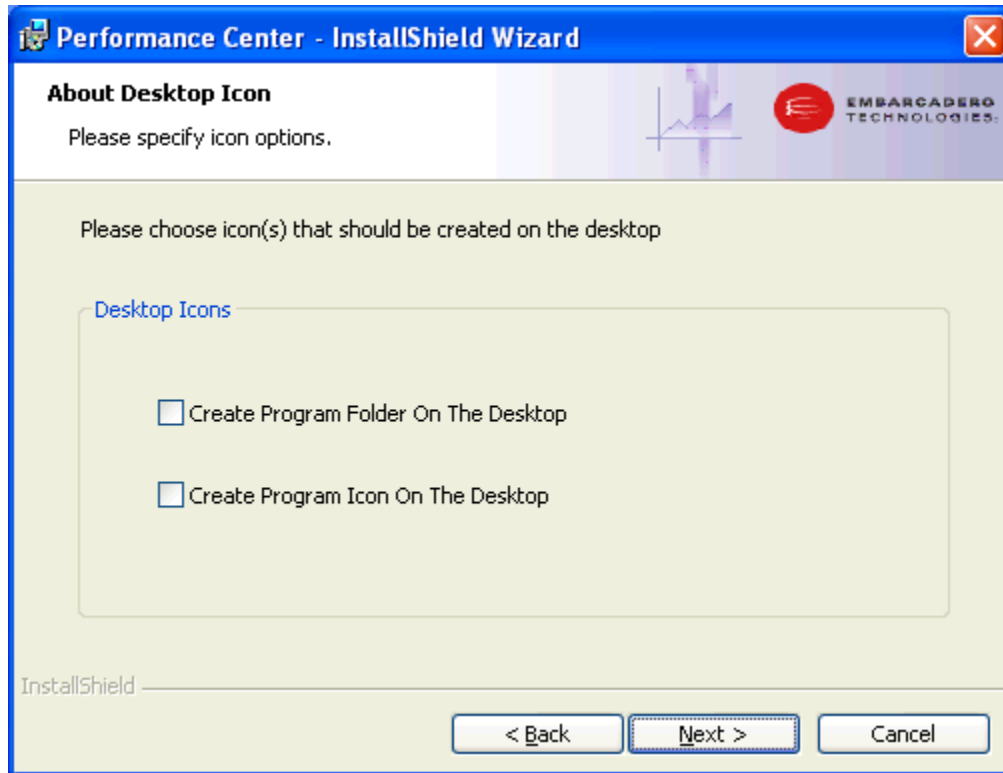 Performance Center - InstallShield Wizard
About Desktop Icon
Please specify icon options.
EMBARCADERO
TECHNOLOGIES.
Please choose icon(s) that should be created on the desktop
Desktop Icons
Create Program Folder On The Desktop
Create Program Icon On The Desktop
InstallShield
< Back
Next >
Cancel